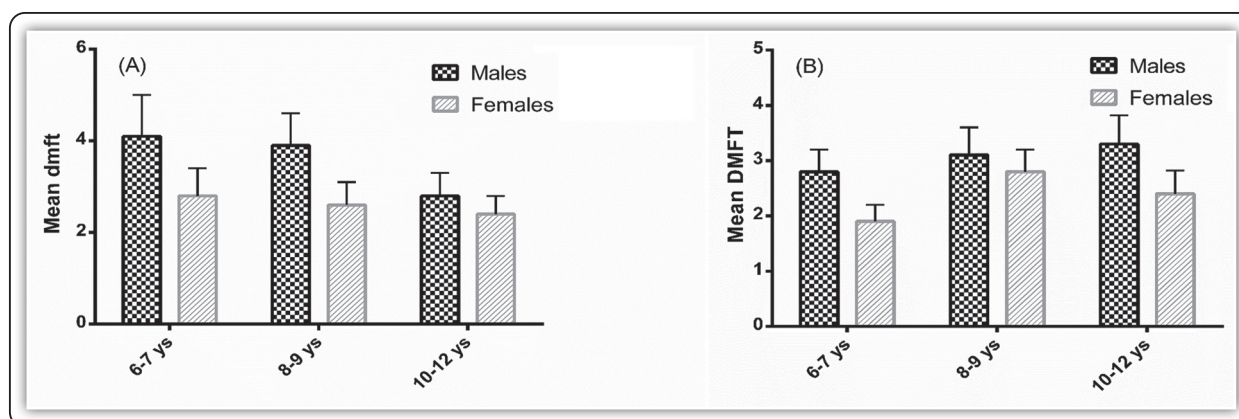 (A)
Males
Females
Mean dmft
6
4
2
0
6-7 ys
8-9 ys
10-12 ys
(B)
Males
Females
Mean DMFT
5
4
3
2
1
0
6-7 ys
8-9 ys
10-12 ys